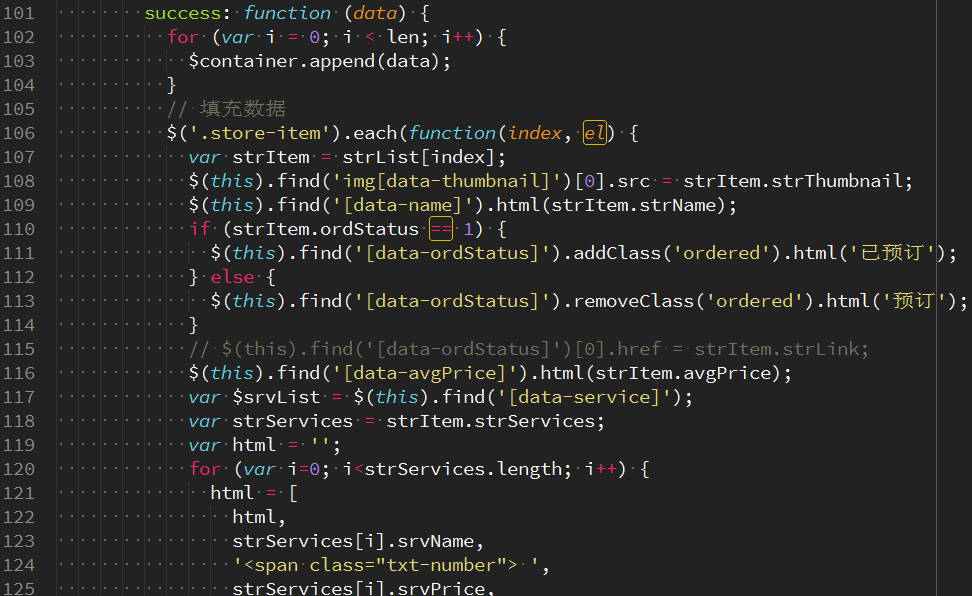 101 success: function (data) {
102 for (var i = 0; i < len; i++) {
103 $container.append(data);
104 }
105 // 填充数据
106 $('.store-item').each(function(index, el) {
107 var strItem = strList[index];
108 $(this).find('img[data-thumbnail]')[0].src = strItem.strThumbnail;
109 $(this).find('[data-name]').html(strItem.strName);
110 if (strItem.ordStatus == 1) {
111 $(this).find('[data-ordStatus]').addClass('ordered').html('已预订');
112 } else {
113 $(this).find('[data-ordStatus]').removeClass('ordered').html('预订');
114 }
115 // $(this).find('[data-ordStatus]')[0].href = strItem.strLink;
116 $(this).find('[data-avgPrice]').html(strItem.avgPrice);
117 var $srvList = $(this).find('[data-service]');
118 var strServices = strItem.strServices;
119 var html = '';
120 for (var i=0; i<strServices.length; i++) {
121 html = [
122 html,
123 strServices[i].srvName,
124 '<span class="txt-number"> ',
125 strServices[i].srvPrice,